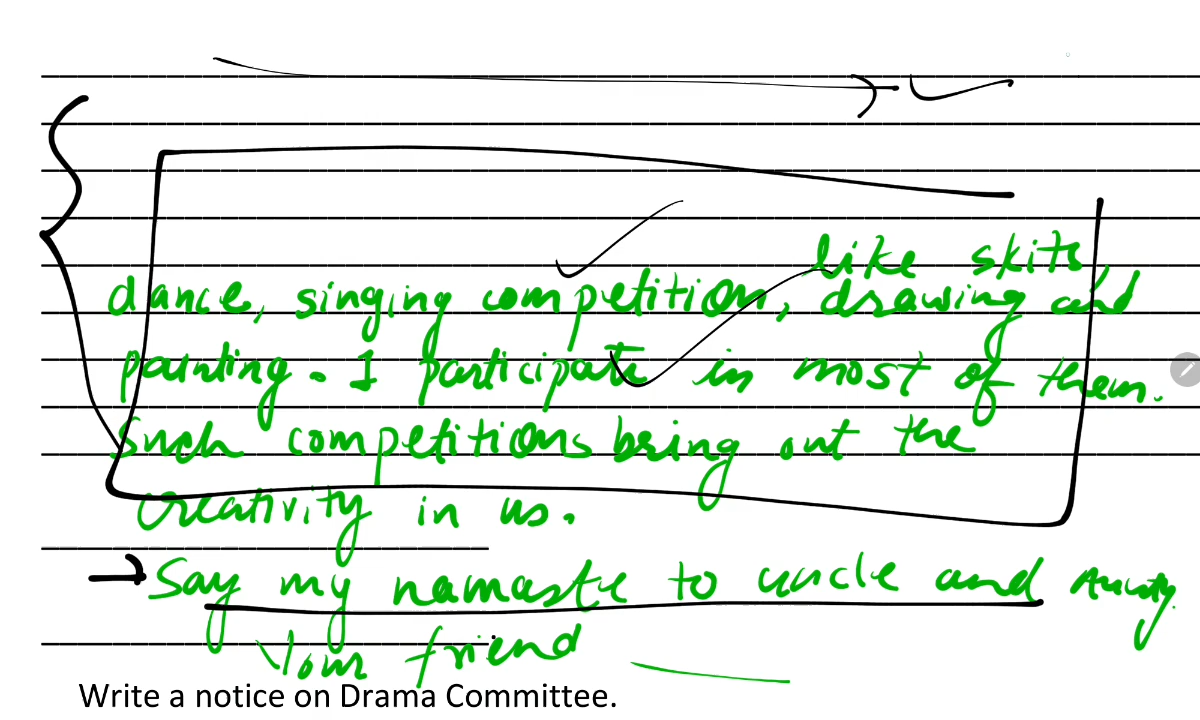 like skits,
dance, singing competition, drawing and
painting. I participate in most of them.
Such competitions bring out the
creativity in us.
→ Say my namaste to uncle and Aunty.
Your friend
Write a notice on Drama Committee.